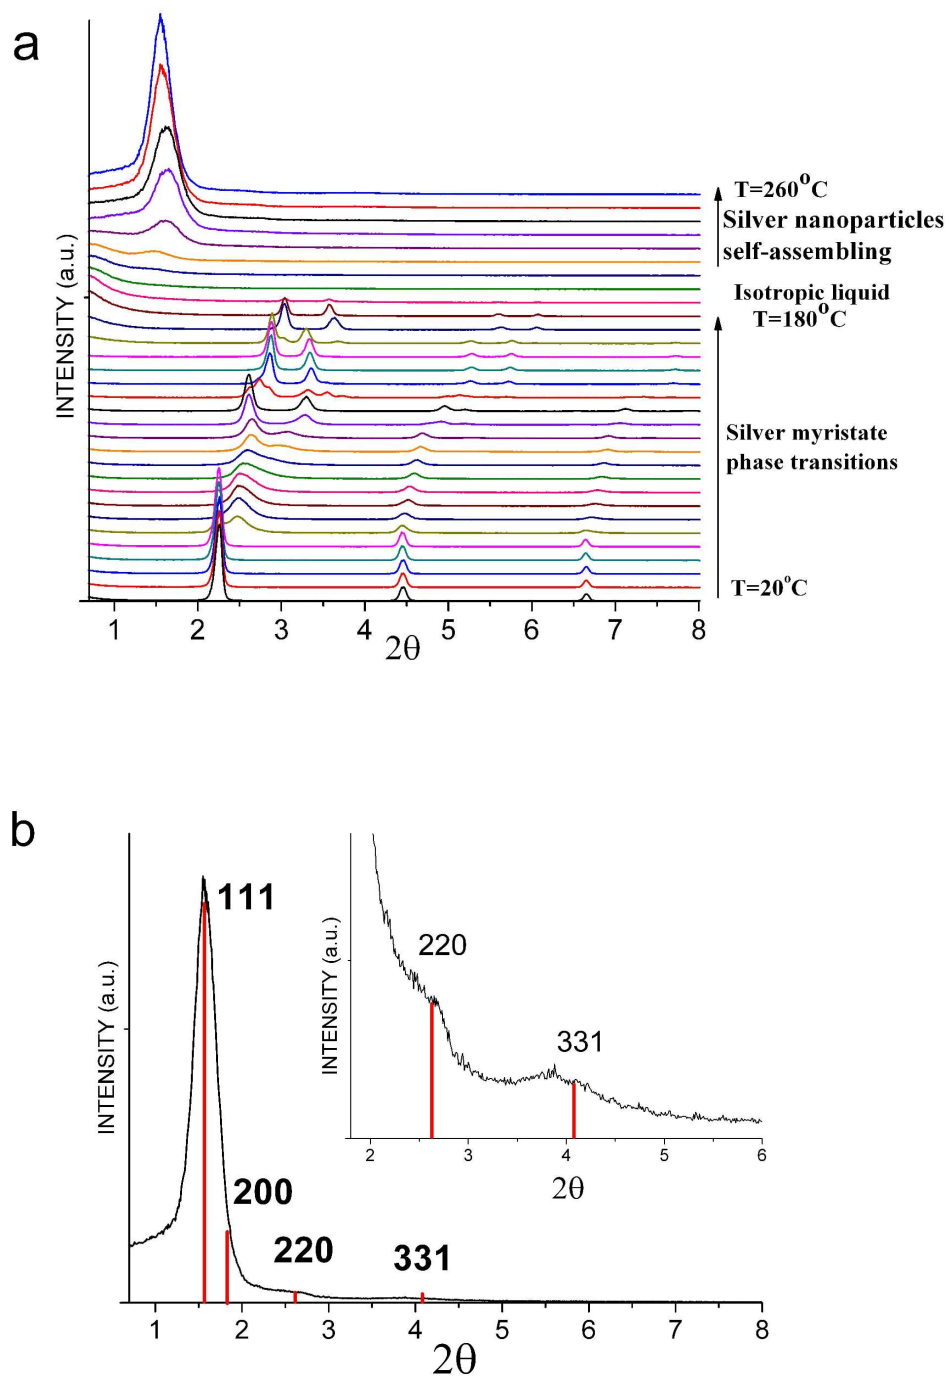 a
INTENSITY (a.u.)
T=260°C
Silver nanoparticles
self-assembling
Isotropic liquid
T=180°C
Silver myristate
phase transitions
T=20°C
1 2 3 4 5 6 7 8
2θ
b
INTENSITY (a.u.)
111
200
220
331
1 2 3 4 5 6 7 8
2θ
INTENSITY (a.u.)
220
331
2 3 4 5 6
2θ